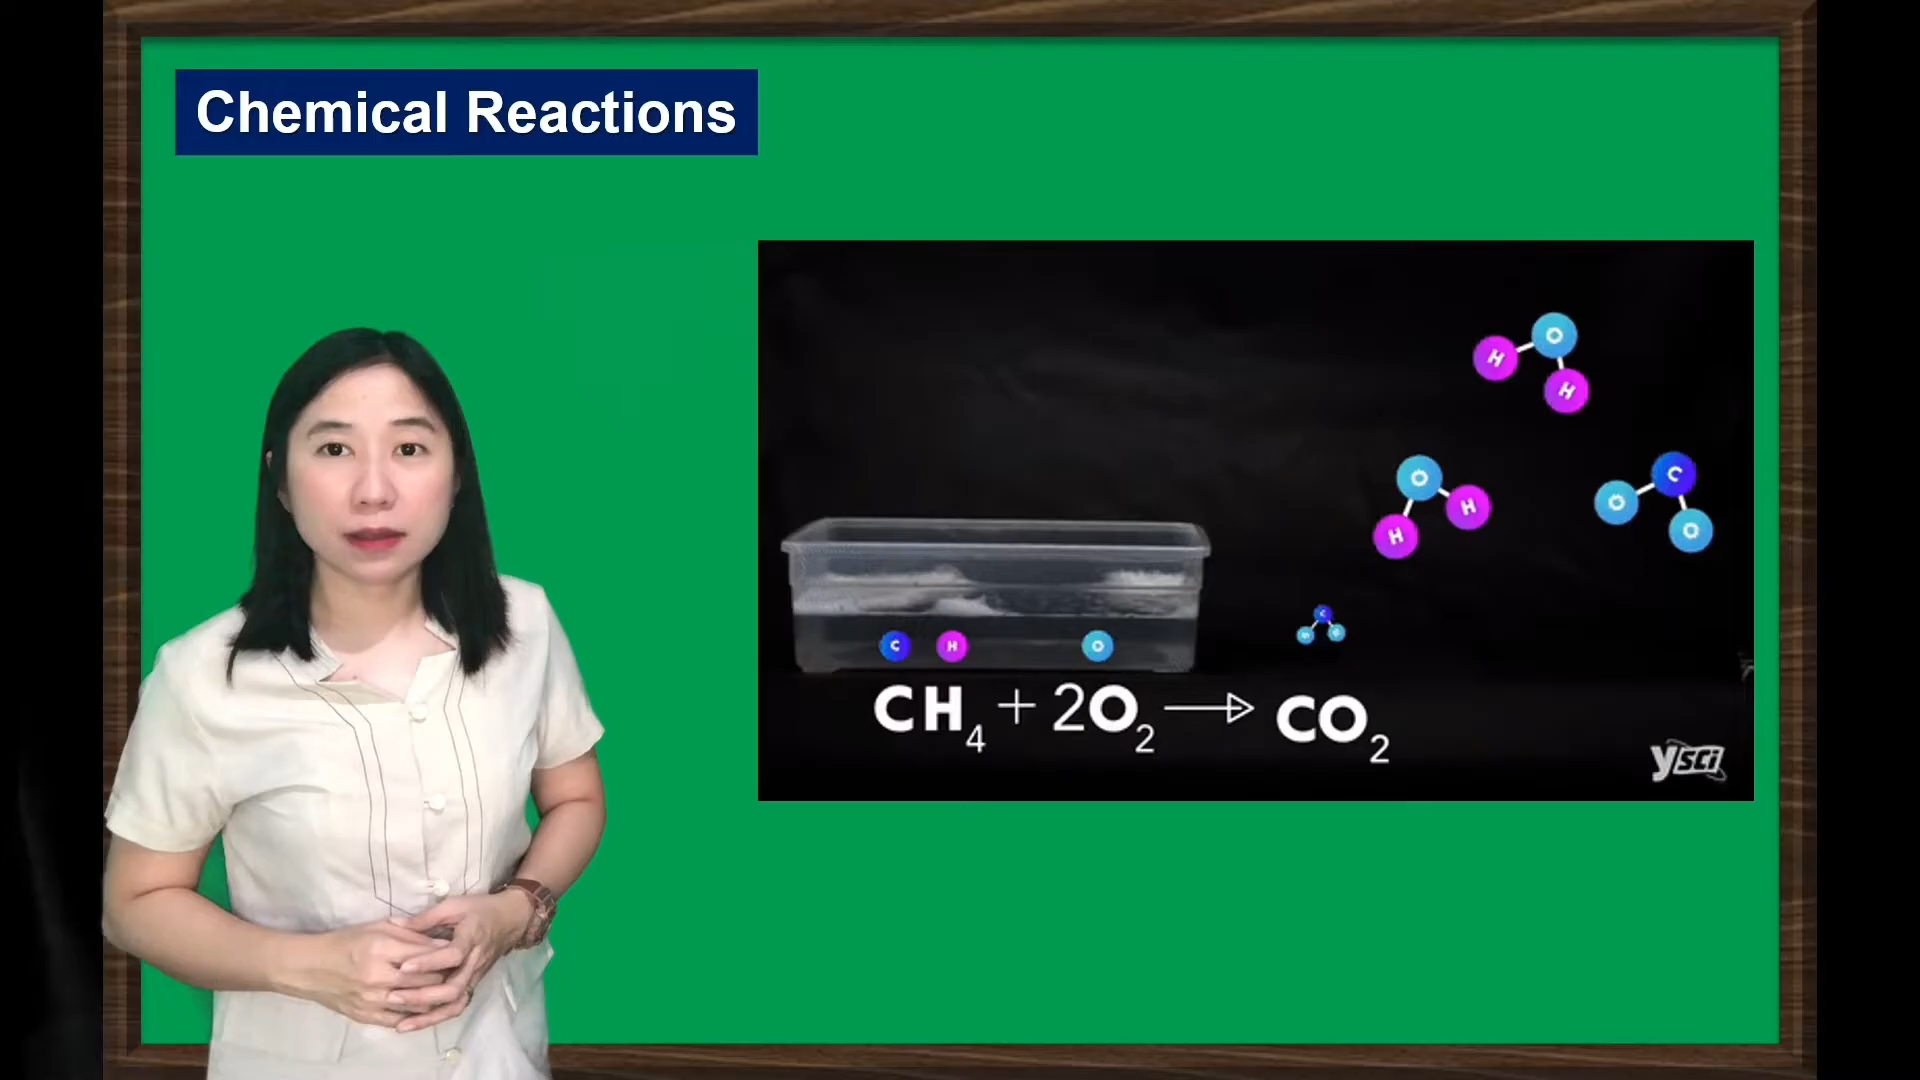 Chemical Reactions
H O
H
O H
H
O C
O
C
C H O
CH₄ + 2O₂ → CO₂
ysci